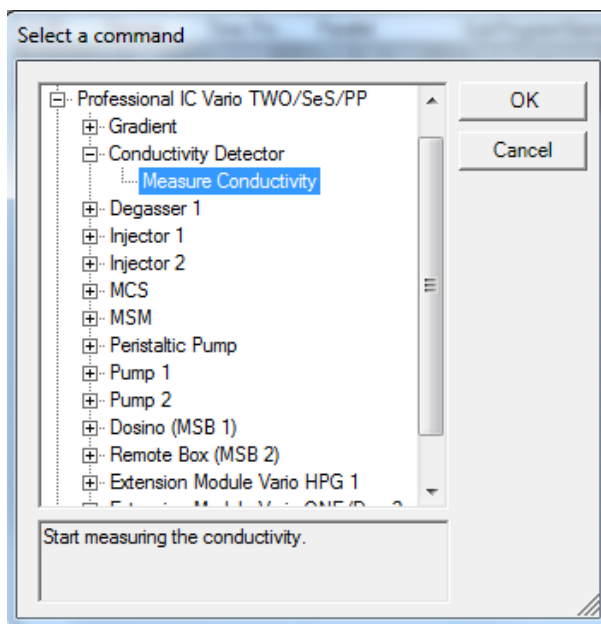 Select a command
Professional IC Vario TWO/SeS/PP
Gradient
Conductivity Detector
Measure Conductivity
Degasser 1
Injector 1
Injector 2
MCS
MSM
Peristaltic Pump
Pump 1
Pump 2
Dosino (MSB 1)
Remote Box (MSB 2)
Extension Module Vario HPG 1
OK
Cancel
Start measuring the conductivity.